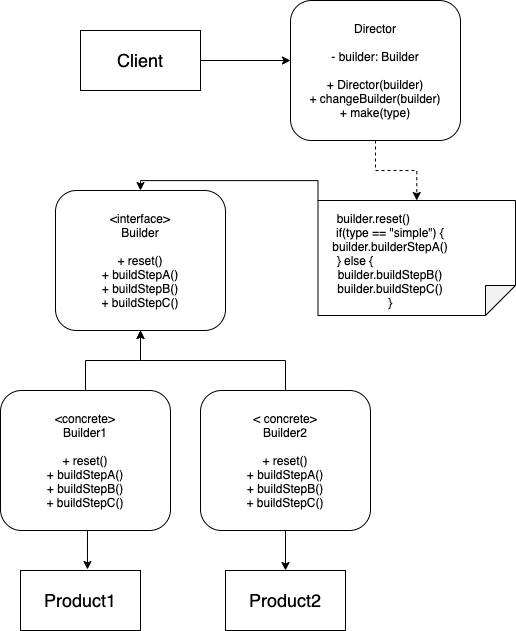 Client
Director
- builder: Builder
+ Director(builder)
+ changeBuilder(builder)
+ make(type)
<interface>
Builder
+ reset()
+ buildStepA()
+ buildStepB()
+ buildStepC()
builder.reset()
if(type == "simple") {
builder.builderStepA()
} else {
builder.buildStepB()
builder.buildStepC()
}
<concrete>
Builder1
+ reset()
+ buildStepA()
+ buildStepB()
+ buildStepC()
< concrete>
Builder2
+ reset()
+ buildStepA()
+ buildStepB()
+ buildStepC()
Product1
Product2